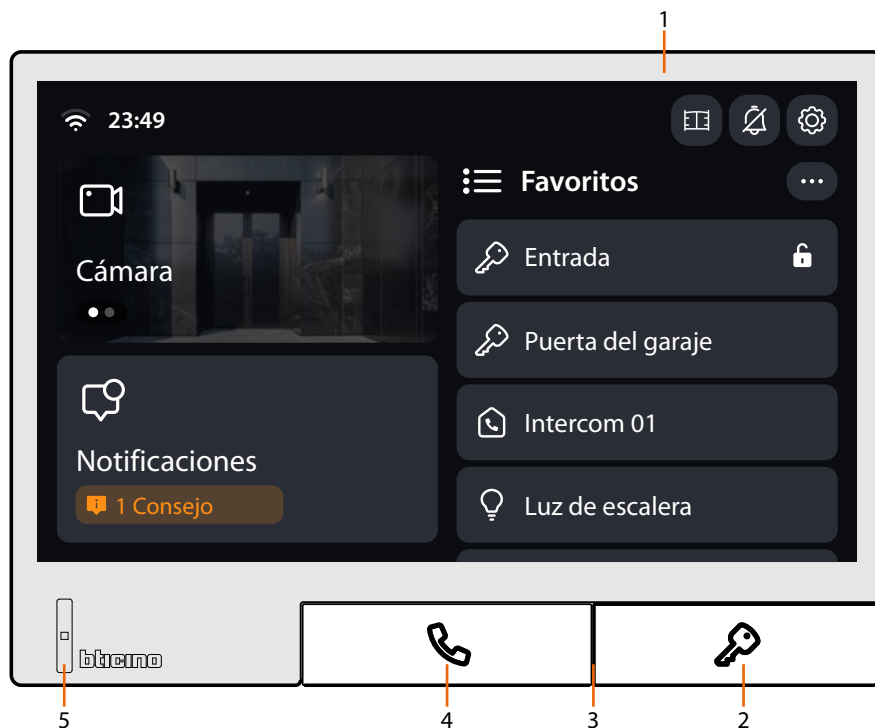 1
23:49
Favoritos
Cámara
Entrada
Puerta del garaje
Intercom 01
Notificaciones
1 Consejo
Luz de escalera
bticino
5
4
3
2